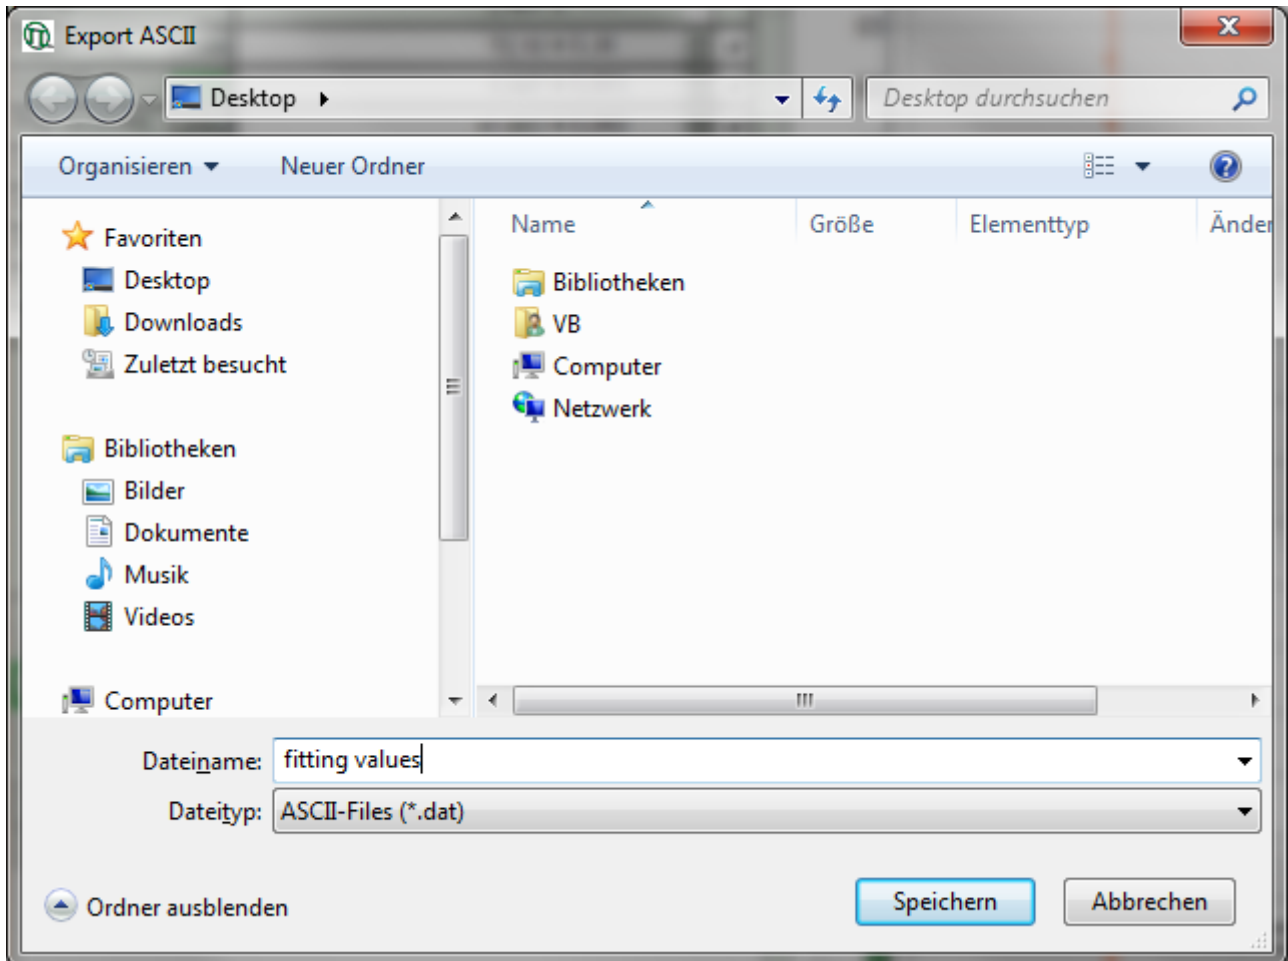 Export ASCII
Desktop
Desktop durchsuchen
Organisieren
Neuer Ordner
Name
Größe
Elementtyp
Änder
Favoriten
Desktop
Downloads
Zuletzt besucht
Bibliotheken
Bilder
Dokumente
Musik
Videos
Computer
Bibliotheken
VB
Computer
Netzwerk
Dateiname: fitting values
Dateityp: ASCII-Files (*.dat)
Ordner ausblenden
Speichern
Abbrechen